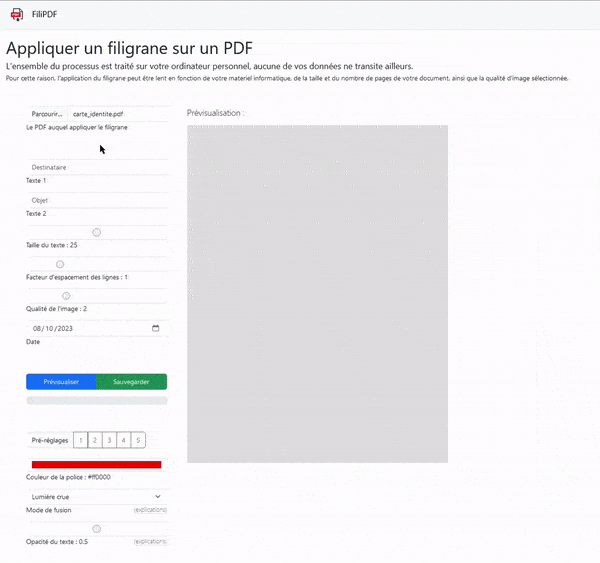 FiliPDF
Appliquer un filigrane sur un PDF
L'ensemble du processus est traité sur votre ordinateur personnel, aucune de vos données ne transite ailleurs.
Pour cette raison, l'application du filigrane peut être lent en fonction de votre materiel informatique, de la taille et du nombre de pages de votre document, ainsi que la qualité d'image sélectionnée.
Parcourir... carte_identite.pdf
Le PDF auquel appliquer le filigrane
Destinataire
Texte 1
Objet
Texte 2
Taille du texte : 25
Facteur d'espacement des lignes : 1
Qualité de l'image : 2
08/10/2023
Date
Prévisualiser Sauvegarder
Pré-réglages 1 2 3 4 5
Couleur de la police : #ff0000
Lumière crue
Mode de fusion (explications)
Opacité du texte : 0.5 (explications)
Prévisualisation :